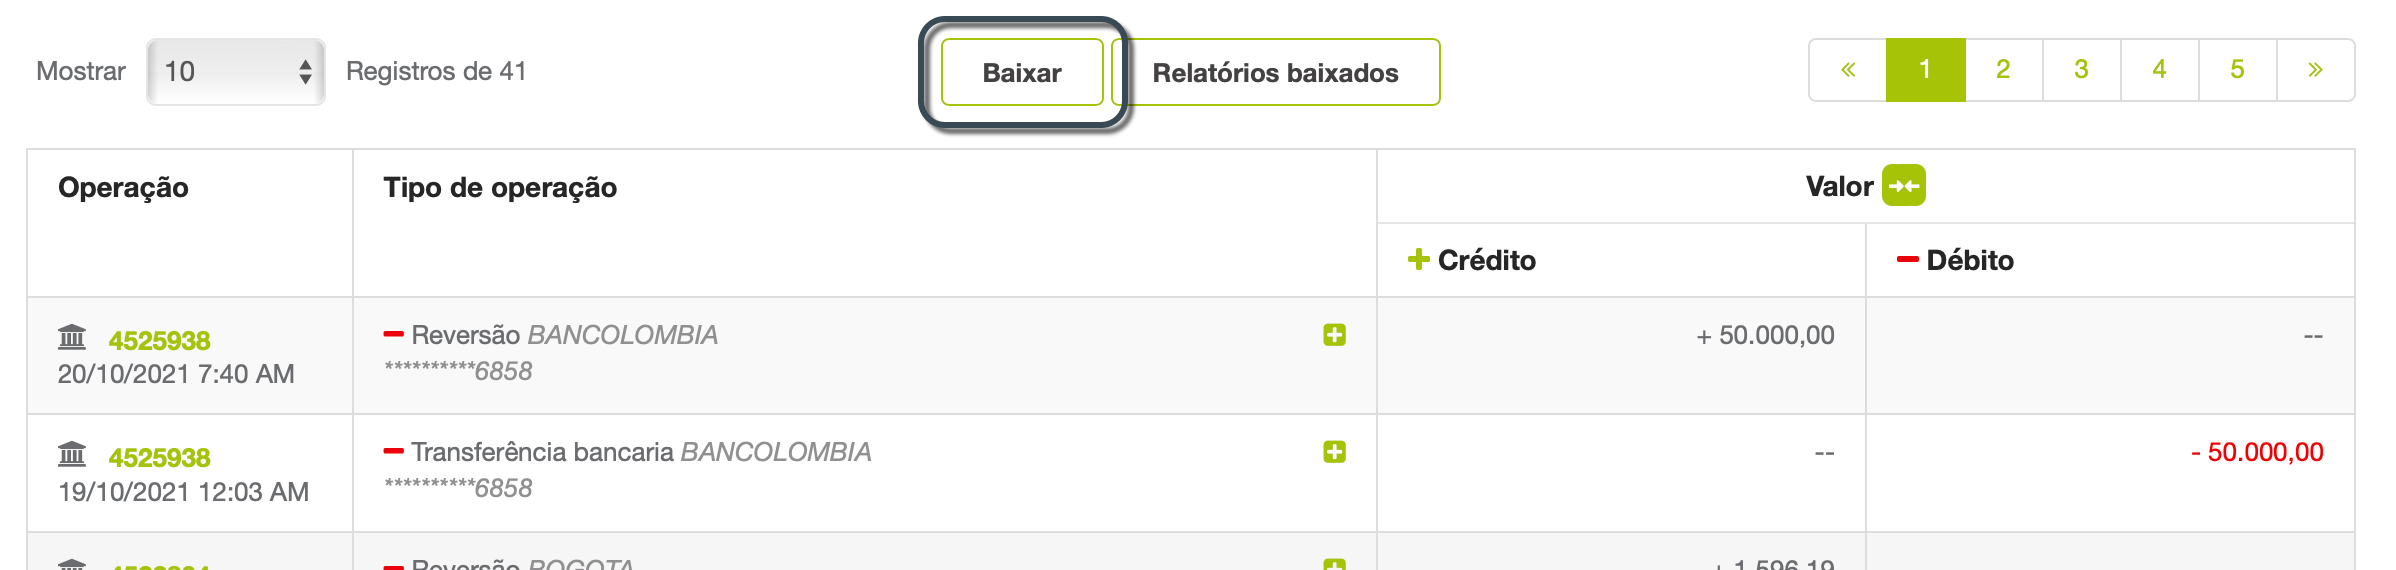 Mostrar 10 Registros de 41 Baixar Relatórios baixados « 1 2 3 4 5 »
Operação Tipo de operação Valor
+ Crédito - Débito
4525938 - Reversão BANCOLOMBIA + 50.000,00 --
20/10/2021 7:40 AM **********6858
4525938 - Transferência bancaria BANCOLOMBIA -- - 50.000,00
19/10/2021 12:03 AM **********6858
- Reversão BOGOTA + 1.596,19